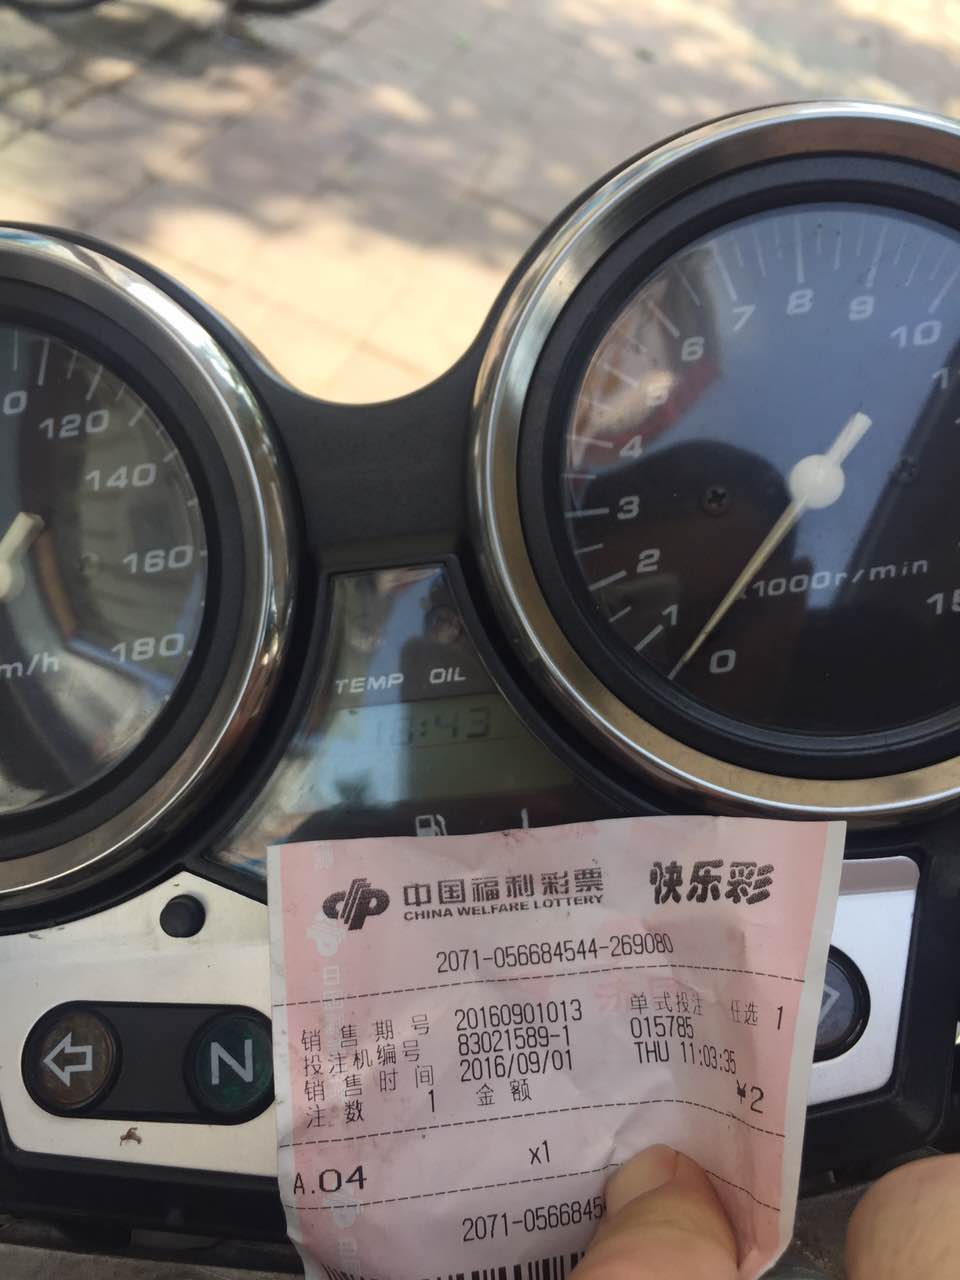 7 8 9 10
6
5
4
3
2
1
0
x1000r/min
120
140
160
180
TEMP OIL
中国福利彩票 快乐彩
CHINA WELFARE LOTTERY
2071-056684544-269080
销售期号 20160901013 单式投注 任选1
投注机编号 83021589-1 015785
销售时间 2016/09/01 THU 11:03:35
注数 1 金额 ¥2
A.04 x1
N